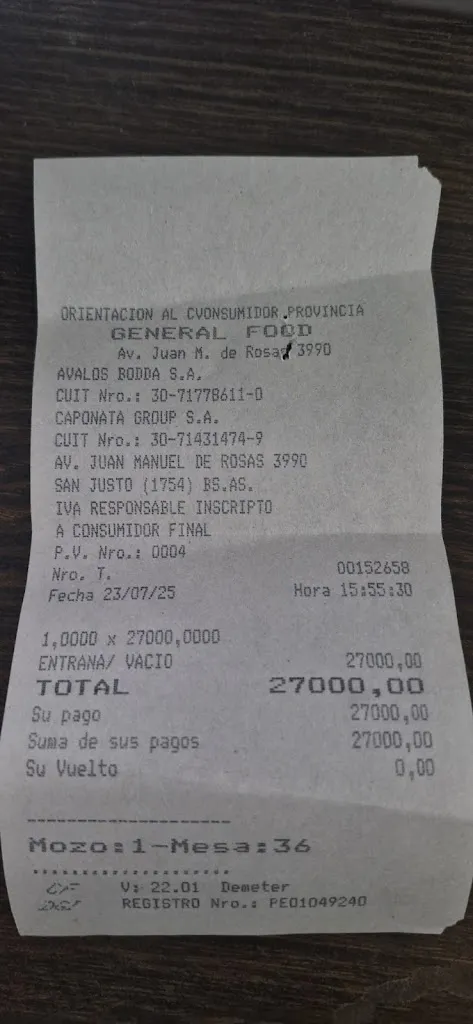 ORIENTACION AL CVONSUMIDOR PROVINCIA
GENERAL FOOD
Av. Juan M. de Rosas 3990
AVALOS BODDA S.A.
CUIT Nro.: 30-71778611-0
CAPONATA GROUP S.A.
CUIT Nro.: 30-71431474-9
AV. JUAN MANUEL DE ROSAS 3990
SAN JUSTO (1754) BS.AS.
IVA RESPONSABLE INSCRIPTO
A CONSUMIDOR FINAL
P.V. Nro.: 0004
Nro. T. 00152658
Fecha 23/07/25 Hora 15:55:30
1,0000 x 27000,0000
ENTRANA/ VACIO 27000,00
TOTAL 27000,00
Su pago 27000,00
Suma de sus pagos 27000,00
Su Vuelto 0,00
Mozo:1-Mesa:36
V: 22.01 Demeter
REGISTRO Nro.: PEO1049240